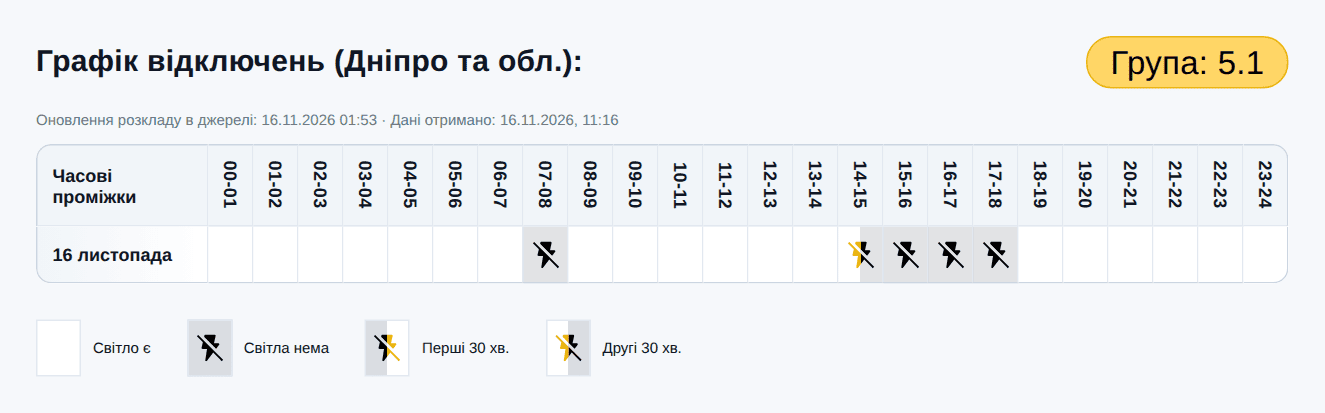 Графік відключень (Дніпро та обл.):
Група: 5.1
Оновлення розкладу в джерелі: 16.11.2026 01:53 · Дані отримано: 16.11.2026, 11:16
Часові
проміжки
00-01
01-02
02-03
03-04
04-05
05-06
06-07
07-08
08-09
09-10
10-11
11-12
12-13
13-14
14-15
15-16
16-17
17-18
18-19
19-20
20-21
21-22
22-23
23-24
16 листопада
Світло є
Світла нема
Перші 30 хв.
Другі 30 хв.